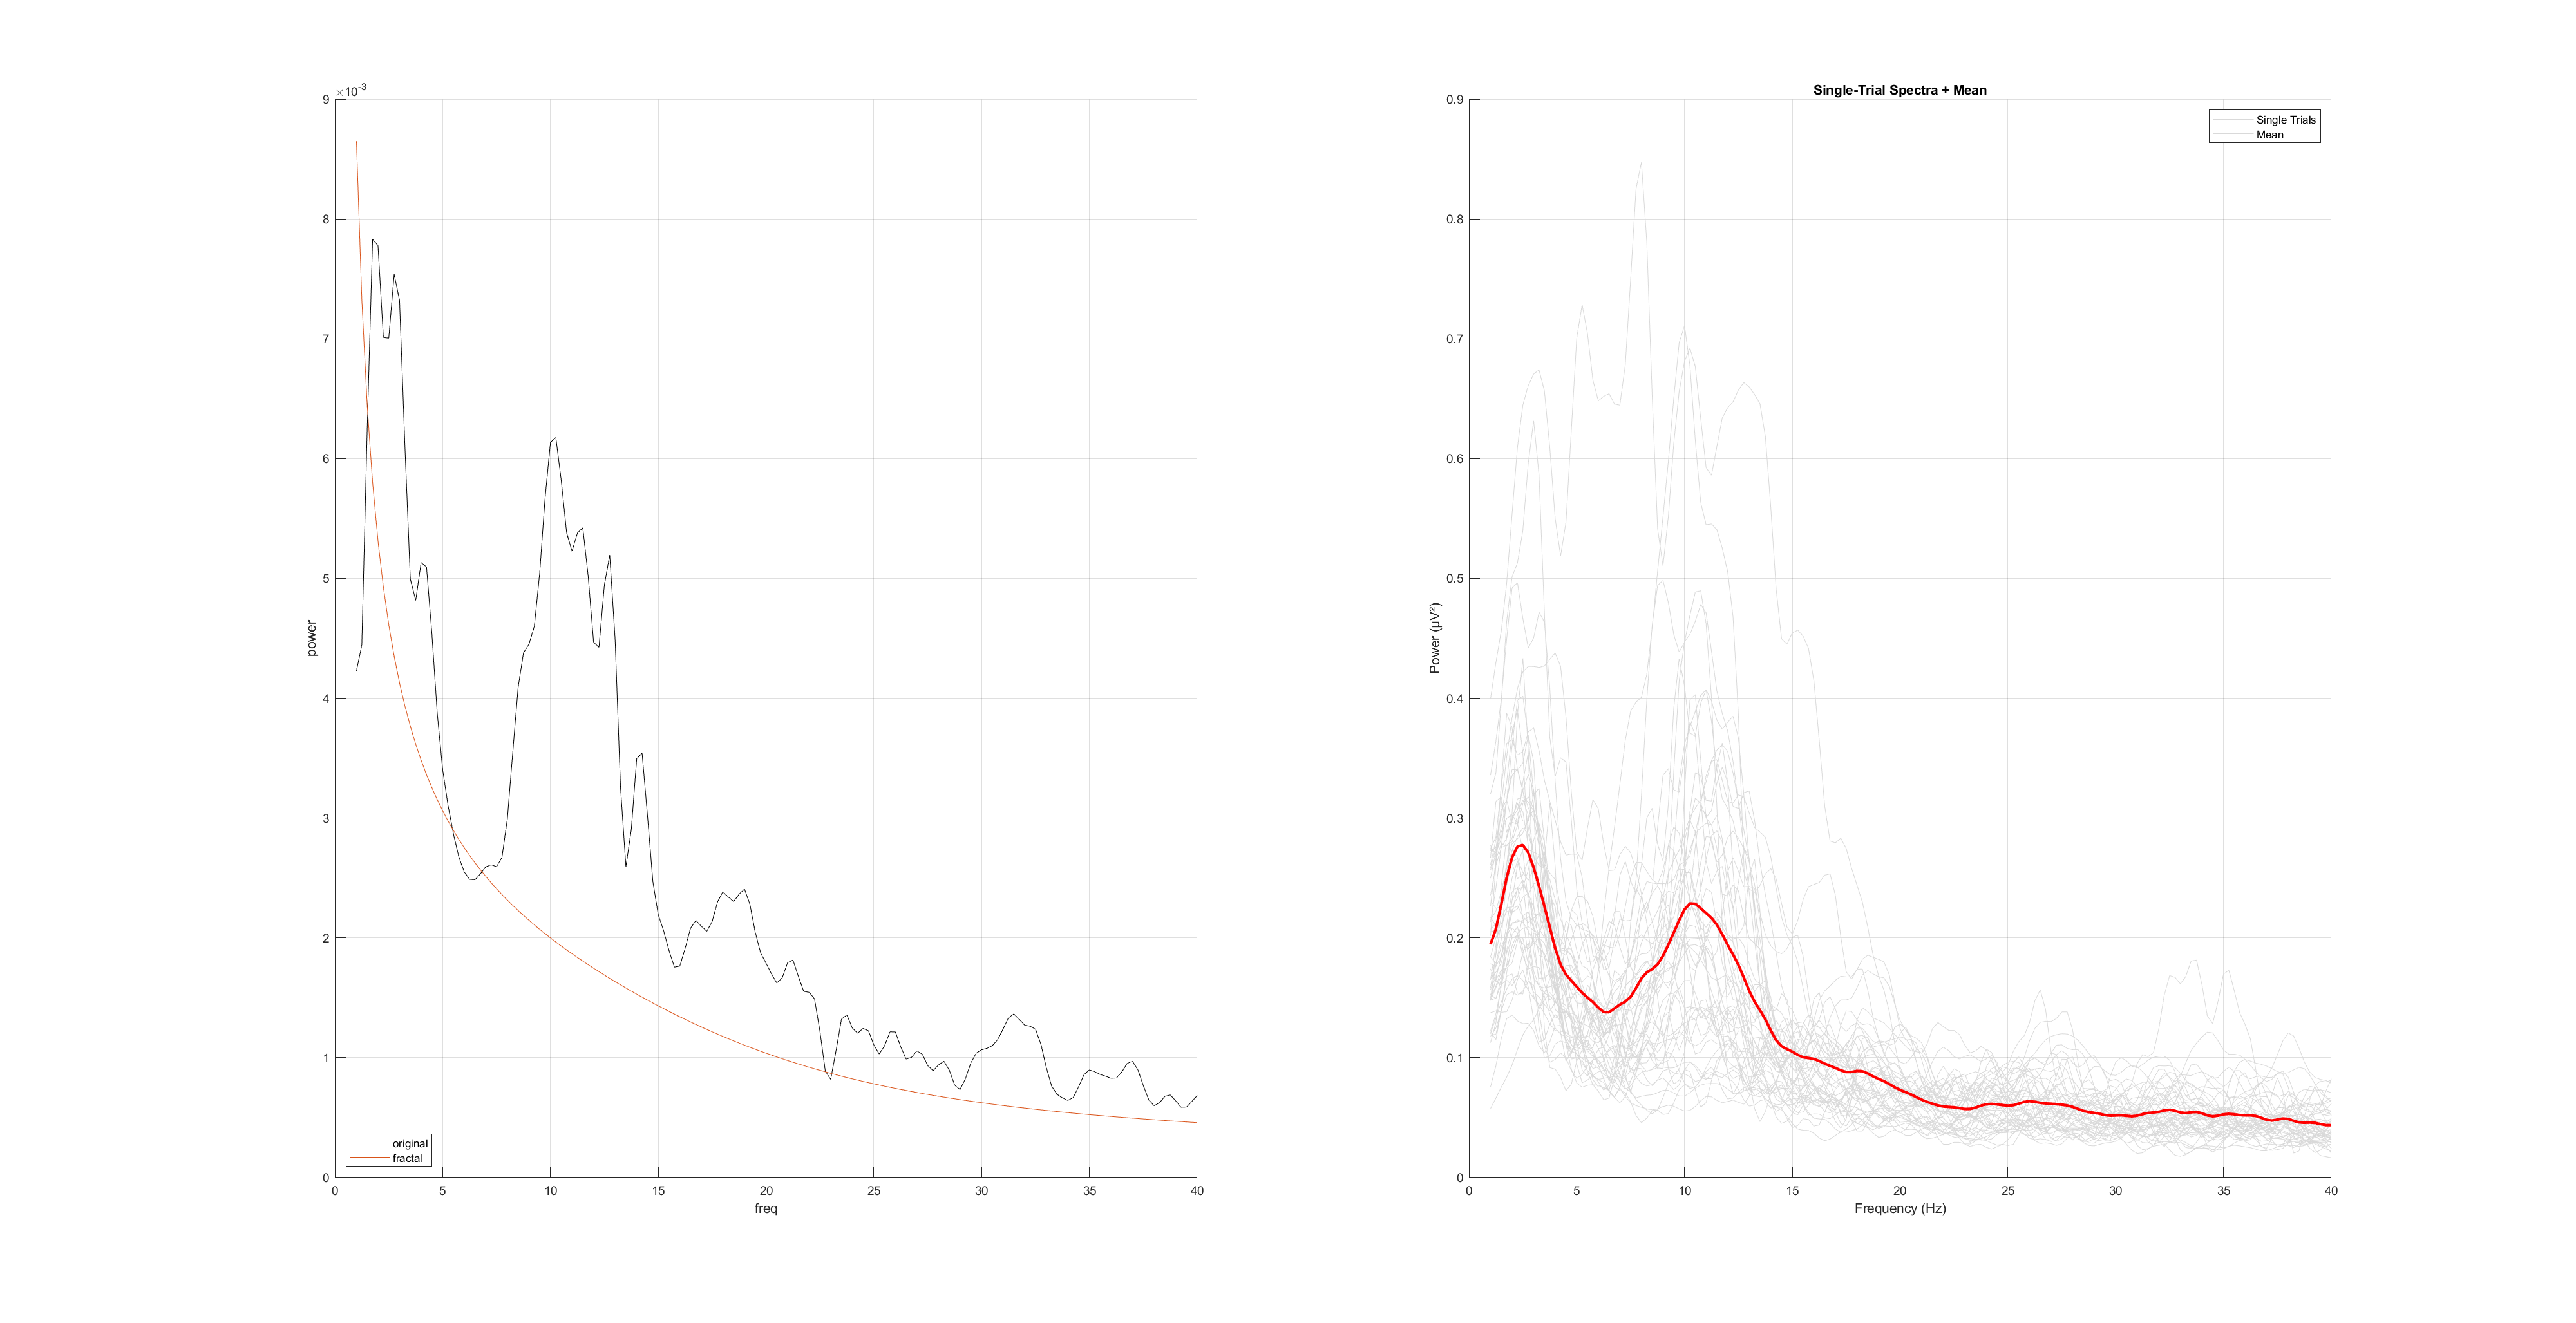 ×10-3
9
8
7
6
5
4
3
2
1
0
power
original
fractal
0 5 10 15 20 25 30 35 40
freq
Single-Trial Spectra + Mean
0.9
0.8
0.7
0.6
0.5
0.4
0.3
0.2
0.1
0
Power (µV²)
Single Trials
Mean
0 5 10 15 20 25 30 35 40
Frequency (Hz)